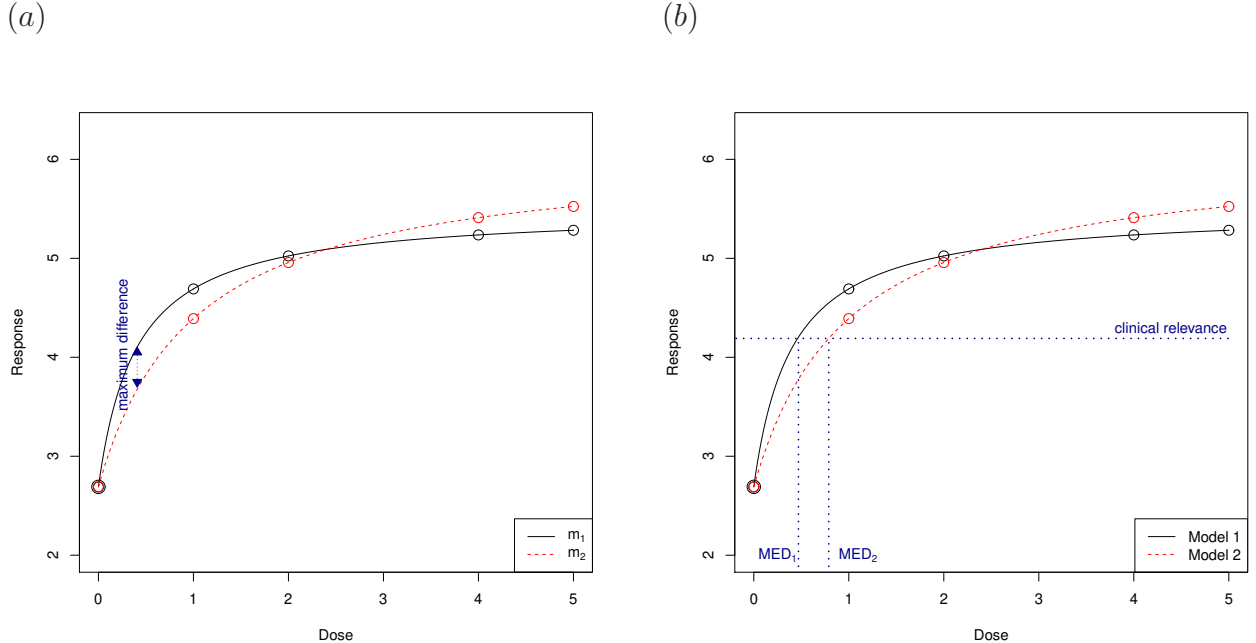 (a)
Response
6
5
4
3
2
maximum difference
m1
m2
0 1 2 3 4 5
Dose
(b)
Response
6
5
4
3
2
clinical relevance
MED1 MED2
Model 1
Model 2
0 1 2 3 4 5
Dose